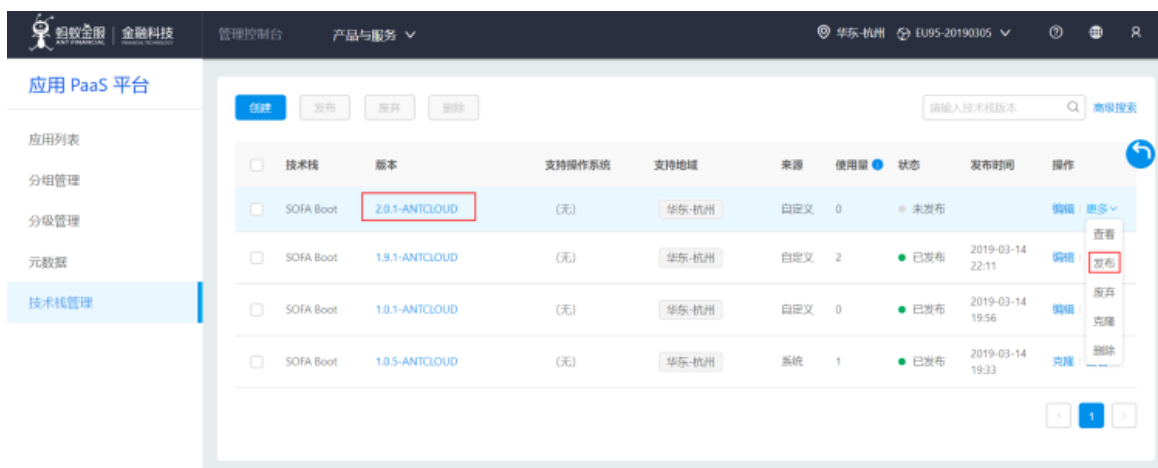 蚂蚁金服 金融科技 管理控制台 产品与服务 华东-杭州 EU95-20190305
ANT FINANCIAL
应用 PaaS 平台
创建 发布 废弃 删除 请输入技术栈版本 高级搜索
应用列表
分组管理
分级管理
元数据
技术栈管理
技术栈 版本 支持操作系统 支持地域 来源 使用量 状态 发布时间 操作
SOFA Boot 2.0.1-ANTCLOUD (无) 华东-杭州 自定义 0 未发布 编辑 更多
SOFA Boot 1.9.1-ANTCLOUD (无) 华东-杭州 自定义 2 已发布 2019-03-14 22:11 编辑
SOFA Boot 1.0.1-ANTCLOUD (无) 华东-杭州 自定义 0 已发布 2019-03-14 19:56 编辑
SOFA Boot 1.0.5-ANTCLOUD (无) 华东-杭州 系统 1 已发布 2019-03-14 19:33 克隆
查看
发布
废弃
克隆
删除
1